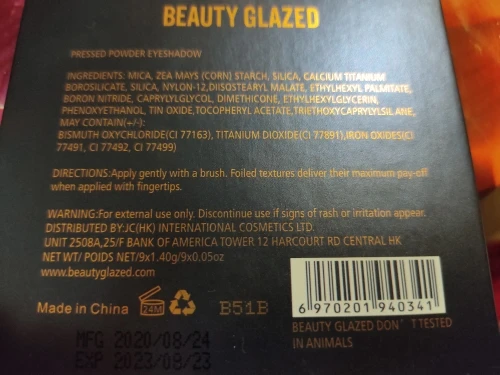 BEAUTY GLAZED
PRESSED POWDER EYESHADOW
INGREDIENTS: MICA, ZEA MAYS (CORN) STARCH, SILICA, CALCIUM TITANIUM
BOROSILICATE, SILICA, NYLON-12,DIISOSTEARYL MALATE, ETHYLHEXYL PALMITATE,
BORON NITRIDE, CAPRYLYLGLYCOL, DIMETHICONE, ETHYLHEXYLGLYCERIN,
PHENOXYETHANOL, TIN OXIDE,TOCOPHERYL ACETATE,TRIETHOXYCAPRYLYLSILANE,
MAY CONTAIN(+/-):
BISMUTH OXYCHLORIDE(CI 77163), TITANIUM DIOXIDE(CI 77891),IRON OXIDES(CI
77491, CI 77492, CI 77499)
DIRECTIONS:Apply gently with a brush. Foiled textures deliver their maximum pay-off
when applied with fingertips.
WARNING:For external use only. Discontinue use if signs of rash or irritation appear.
DISTRIBUTED BY:JC(HK) INTERNATIONAL COSMETICS LTD.
UNIT 2508A,25/F BANK OF AMERICA TOWER 12 HARCOURT RD CENTRAL HK
NET WT/ POIDS NET/9x1.40g/9x0.05oz
www.beautyglazed.com
Made in China 24M B51B
6 970201 940341
BEAUTY GLAZED DON'T TESTED
IN ANIMALS
MFG 2020/08/24
EXP 2023/08/23